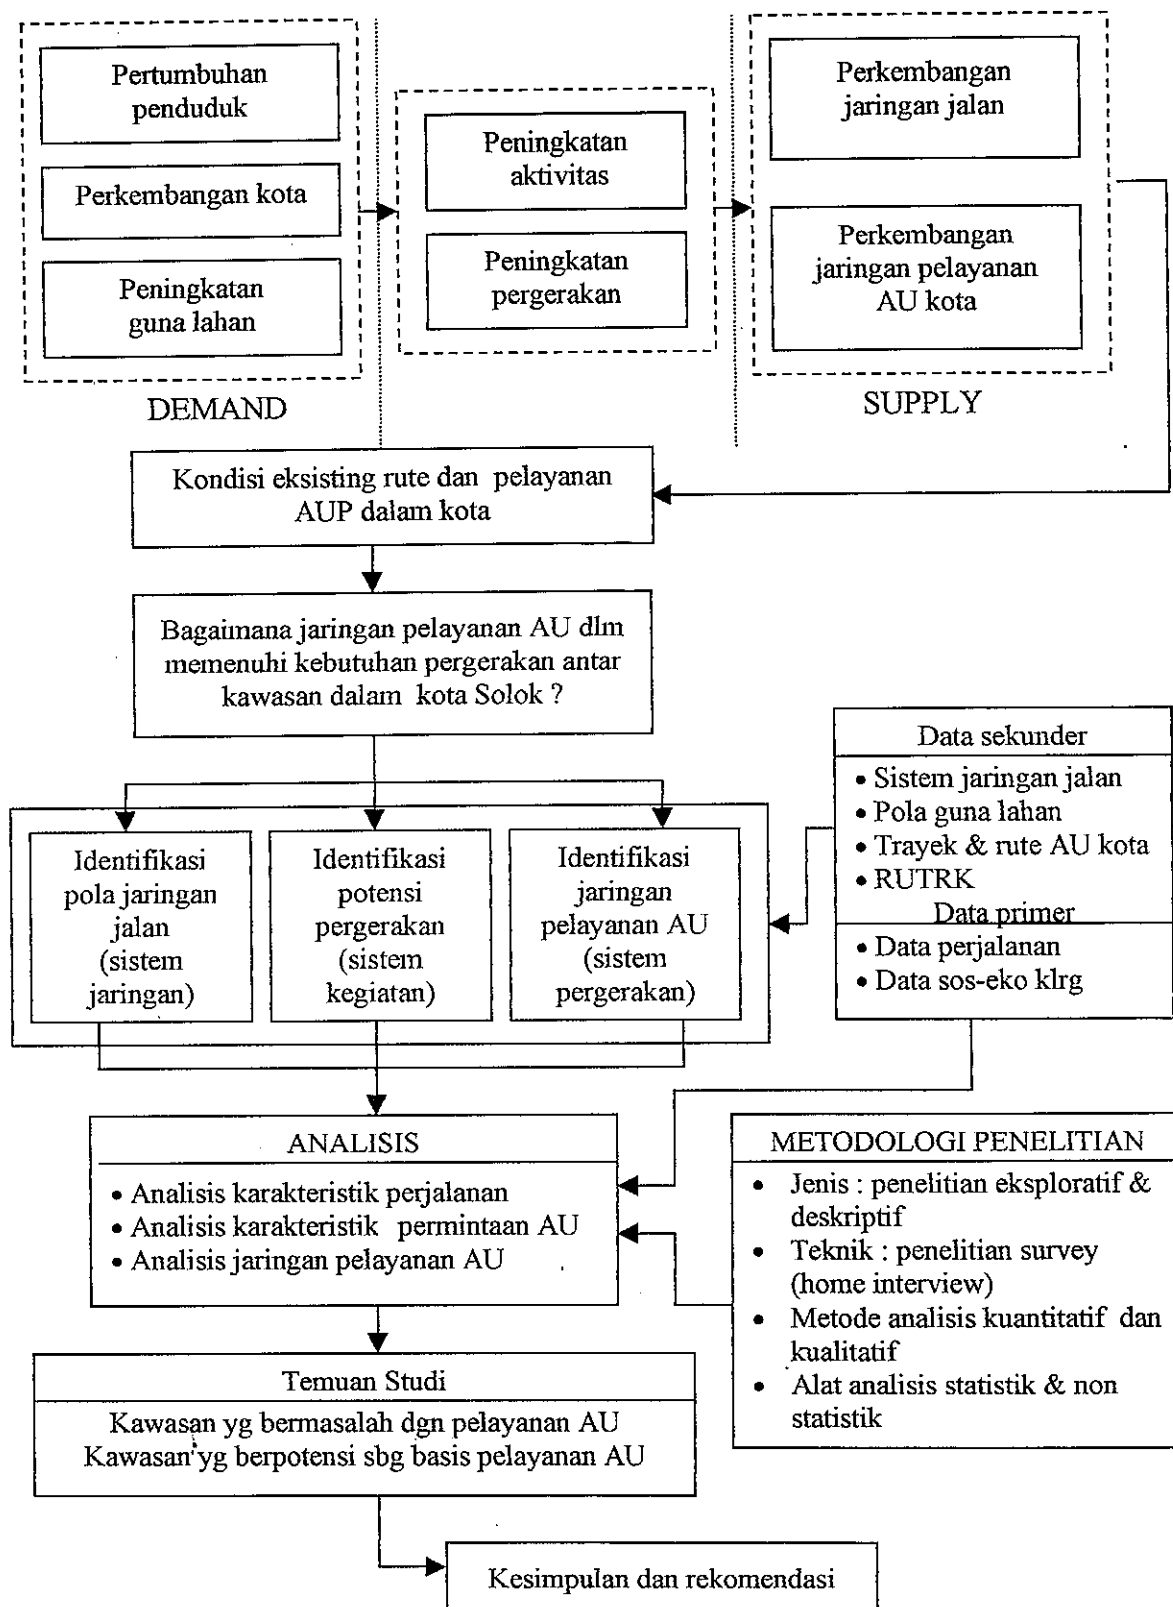 Pertumbuhan
penduduk
Perkembangan kota
Peningkatan
guna lahan
DEMAND
Peningkatan
aktivitas
Peningkatan
pergerakan
Perkembangan
jaringan jalan
Perkembangan
jaringan pelayanan
AU kota
SUPPLY
Kondisi eksisting rute dan pelayanan
AUP dalam kota
Bagaimana jaringan pelayanan AU dlm
memenuhi kebutuhan pergerakan antar
kawasan dalam kota Solok ?
Identifikasi
pola jaringan
jalan
(sistem
jaringan)
Identifikasi
potensi
pergerakan
(sistem
kegiatan)
Identifikasi
jaringan
pelayanan AU
(sistem
pergerakan)
Data sekunder
• Sistem jaringan jalan
• Pola guna lahan
• Trayek & rute AU kota
• RUTRK
Data primer
• Data perjalanan
• Data sos-eko klrg
ANALISIS
• Analisis karakteristik perjalanan
• Analisis karakteristik permintaan AU
• Analisis jaringan pelayanan AU
METODOLOGI PENELITIAN
• Jenis : penelitian eksploratif &
deskriptif
• Teknik : penelitian survey
(home interview)
• Metode analisis kuantitatif dan
kualitatif
• Alat analisis statistik & non
statistik
Temuan Studi
Kawasan yg bermasalah dgn pelayanan AU
Kawasan yg berpotensi sbg basis pelayanan AU
Kesimpulan dan rekomendasi